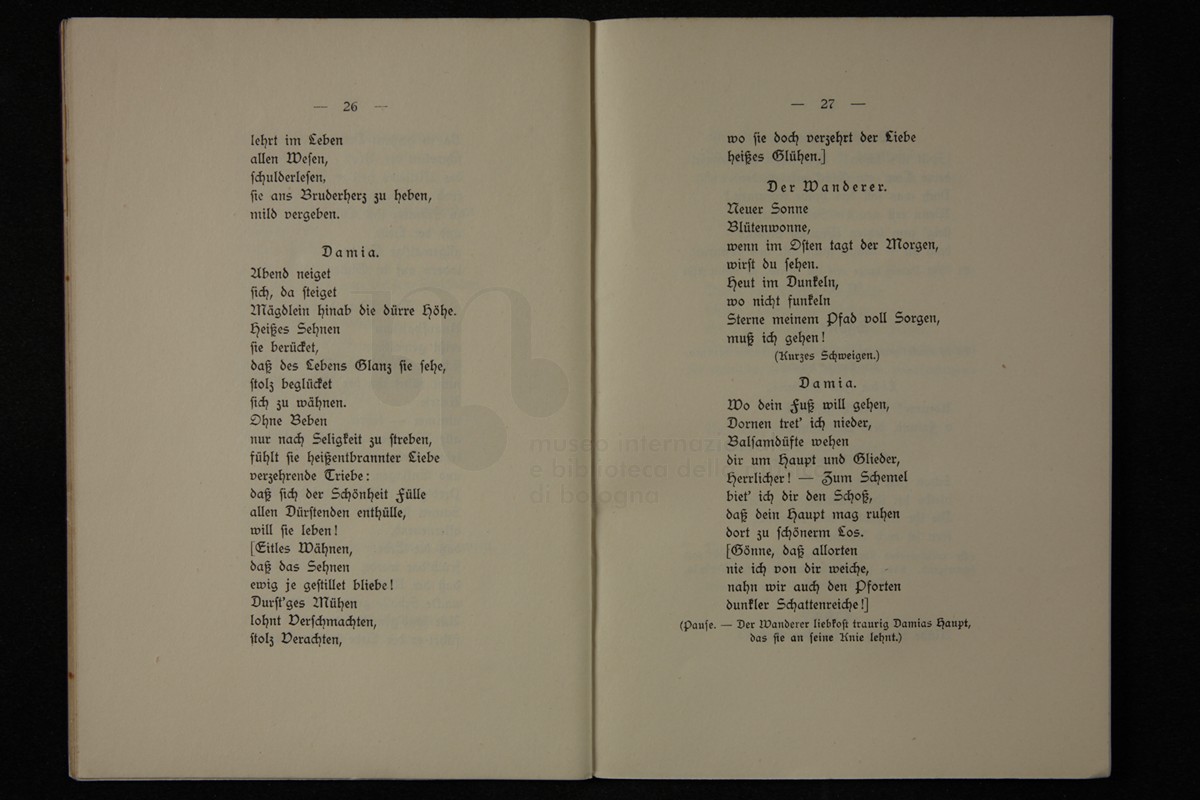 — 26 —
lehrt im Leben
allen Wesen,
schulderlesen,
sie ans Bruderherz zu heben,
mild vergeben.
Damia.
Abend neiget
sich, da steiget
Mägdlein hinab die dürre Höhe.
Heißes Sehnen
sie berücket,
daß des Lebens Glanz sie sehe,
stolz beglücket
sich zu wähnen.
Ohne Beben
nur nach Seligkeit zu streben,
fühlt sie heißentbrannter Liebe
verzehrende Triebe:
daß sich der Schönheit Fülle
allen Dürstenden enthülle,
will sie leben!
[Eitles Wähnen,
daß das Sehnen
ewig je gestillet bliebe!
Durst'ges Mühen
lohnt Verschmachten,
stolz Verachten,
— 27 —
wo sie doch verzehrt der Liebe
heißes Glühen.]
Der Wanderer.
Neuer Sonne
Blütenwonne,
wenn im Osten tagt der Morgen,
wirst du sehen.
Heut im Dunkeln,
wo nicht funkeln
Sterne meinem Pfad voll Sorgen,
muß ich gehen!
(Kurzes Schweigen.)
Damia.
Wo dein Fuß will gehen,
Dornen tret' ich nieder,
Balsamdüfte wehen
dir um Haupt und Glieder,
Herrlicher! — Zum Schemel
biet' ich dir den Schoß,
daß dein Haupt mag ruhen
dort zu schönerm Los.
[Gönne, daß allorten
nie ich von dir weiche,
nahn wir auch den Pforten
dunkler Schattenreiche!]
(Pause. — Der Wanderer liebkost traurig Damias Haupt,
das sie an seine Knie lehnt.)
museo internazi
e biblioteca della
di bologna